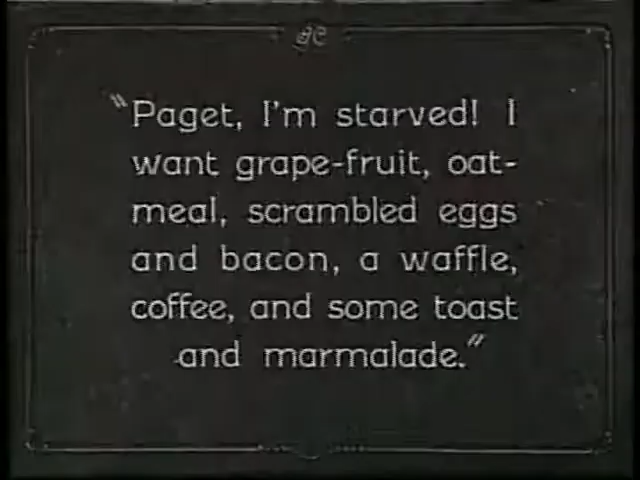 "Paget, I'm starved! I
want grape-fruit, oat-
meal, scrambled eggs
and bacon, a waffle,
coffee, and some toast
and marmalade."